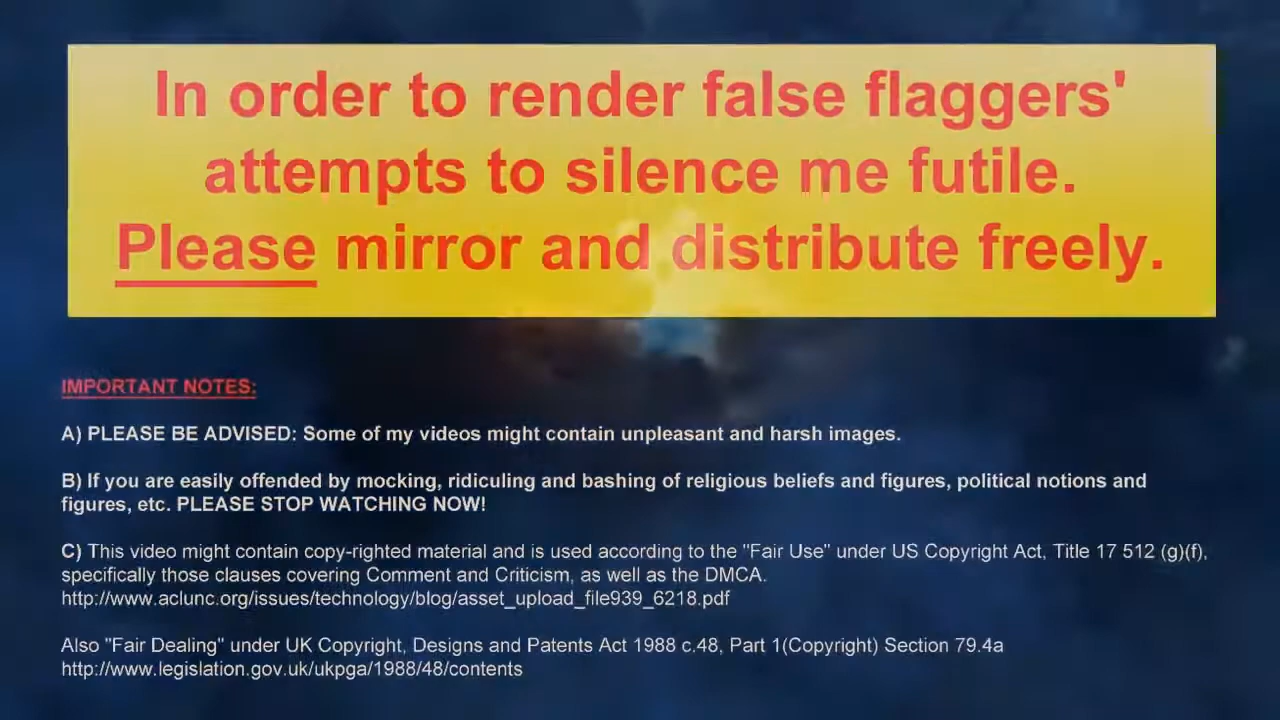 In order to render false flaggers'
attempts to silence me futile.
Please mirror and distribute freely.
IMPORTANT NOTES:
A) PLEASE BE ADVISED: Some of my videos might contain unpleasant and harsh images.
B) If you are easily offended by mocking, ridiculing and bashing of religious beliefs and figures, political notions and
figures, etc. PLEASE STOP WATCHING NOW!
C) This video might contain copy-righted material and is used according to the "Fair Use" under US Copyright Act, Title 17 512 (g)(f),
specifically those clauses covering Comment and Criticism, as well as the DMCA.
http://www.aclunc.org/issues/technology/blog/asset_upload_file939_6218.pdf
Also "Fair Dealing" under UK Copyright, Designs and Patents Act 1988 c.48, Part 1(Copyright) Section 79.4a
http://www.legislation.gov.uk/ukpga/1988/48/contents